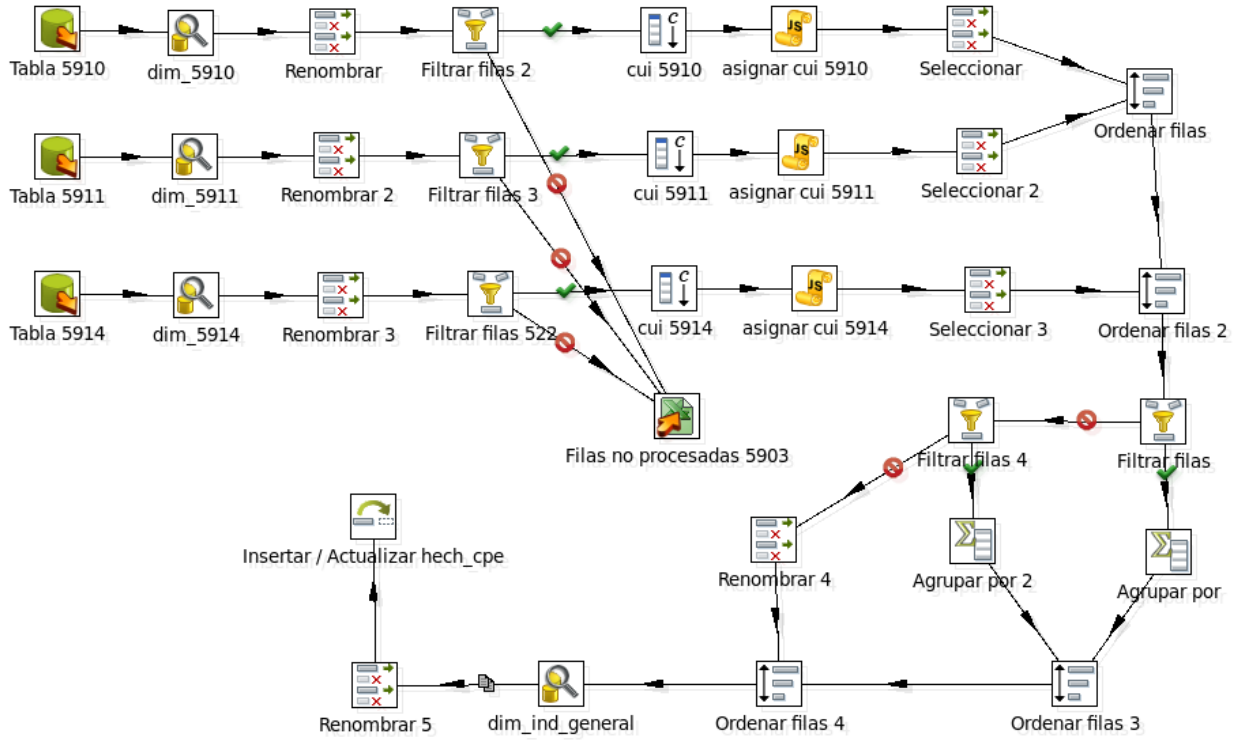 Tabla 5910
dim_5910
Renombrar
Filtrar filas 2
C
cui 5910
JS
asignar cui 5910
Seleccionar
Ordenar filas
Tabla 5911
dim_5911
Renombrar 2
Filtrar filas 3
C
cui 5911
JS
asignar cui 5911
Seleccionar 2
Tabla 5914
dim_5914
Renombrar 3
Filtrar filas 522
C
cui 5914
JS
asignar cui 5914
Seleccionar 3
Ordenar filas 2
Filas no procesadas 5903
Filtrar filas 4
Filtrar filas
Insertar / Actualizar hech_cpe
Renombrar 4
Agrupar por 2
Agrupar por
Renombrar 5
dim_ind_general
Ordenar filas 4
Ordenar filas 3